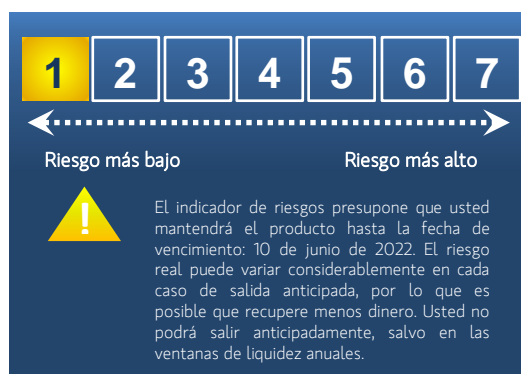 1 2 3 4 5 6 7
Riesgo más bajo Riesgo más alto
!
El indicador de riesgos presupone que usted
mantendrá el producto hasta la fecha de
vencimiento: 10 de junio de 2022. El riesgo
real puede variar considerablemente en cada
caso de salida anticipada, por lo que es
posible que recupere menos dinero. Usted no
podrá salir anticipadamente, salvo en las
ventanas de liquidez anuales.